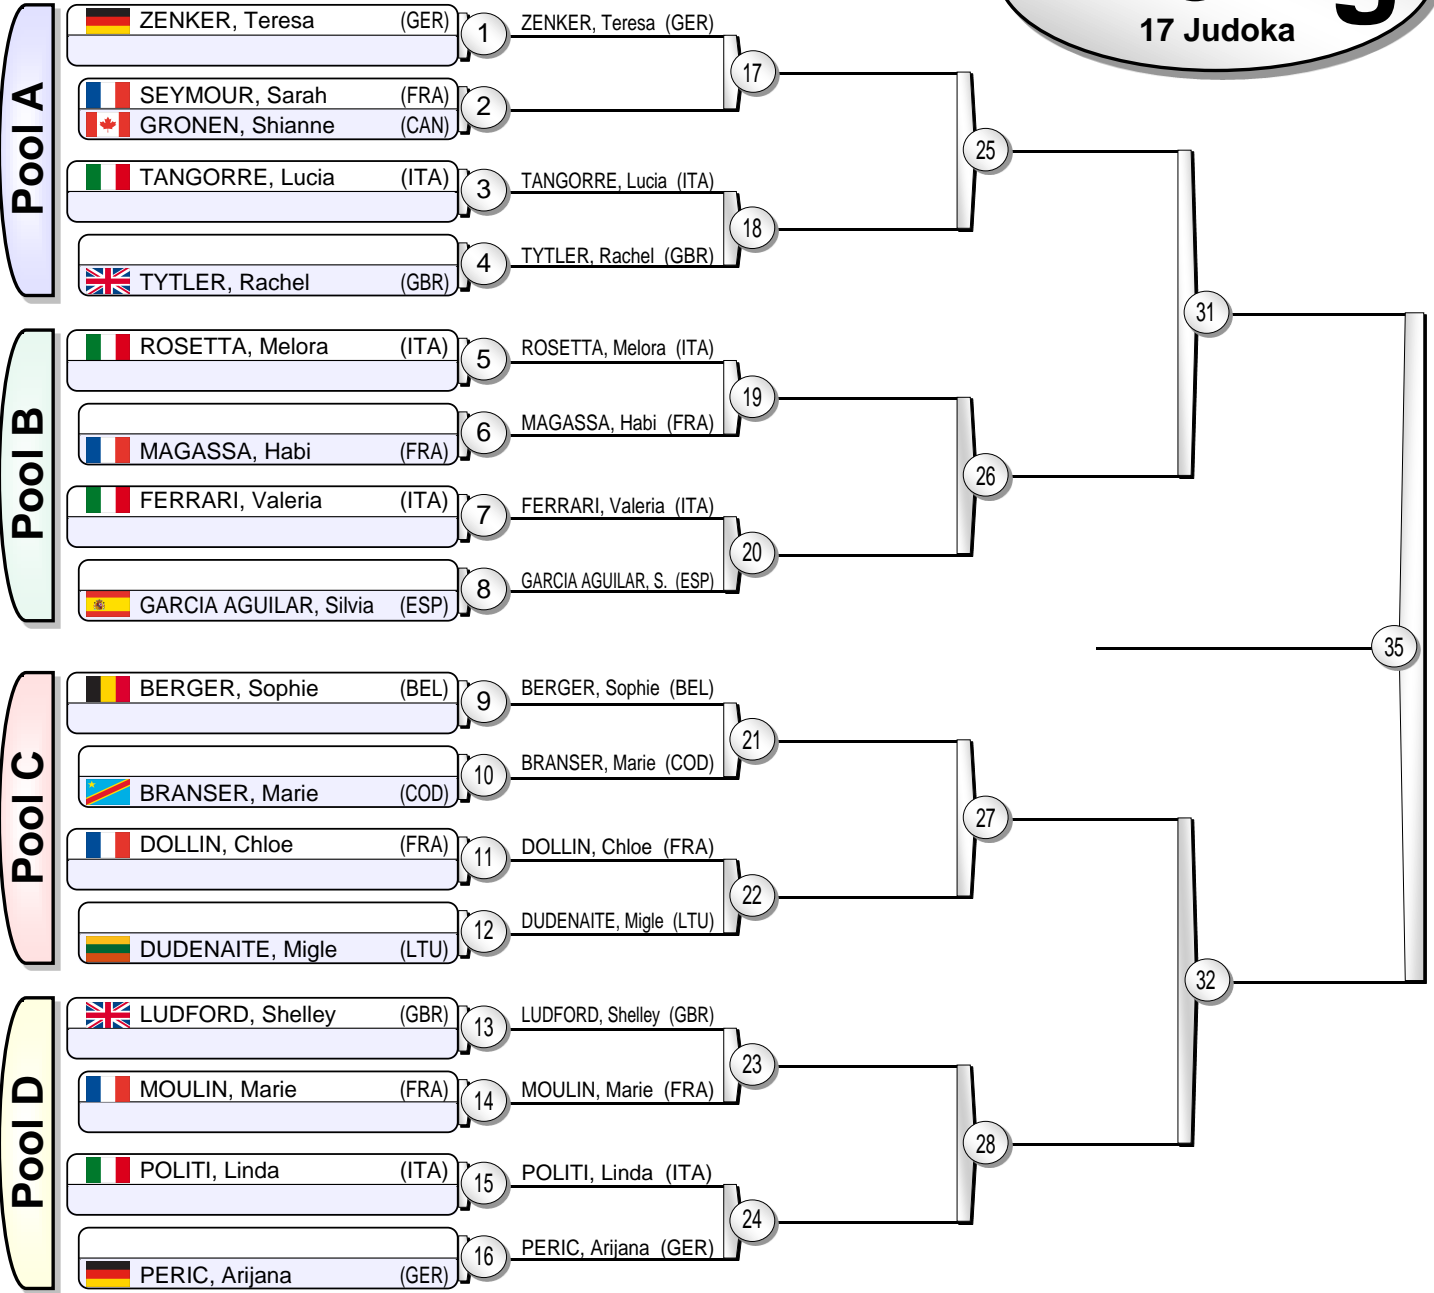 17 Judoka
Pool A
ZENKER, Teresa (GER) 1 ZENKER, Teresa (GER)
17
SEYMOUR, Sarah (FRA)
GRONEN, Shianne (CAN) 2
25
TANGORRE, Lucia (ITA) 3 TANGORRE, Lucia (ITA)
18
4 TYTLER, Rachel (GBR)
TYTLER, Rachel (GBR)
31
Pool B
ROSETTA, Melora (ITA) 5 ROSETTA, Melora (ITA)
19
6 MAGASSA, Habi (FRA)
MAGASSA, Habi (FRA)
26
FERRARI, Valeria (ITA) 7 FERRARI, Valeria (ITA)
20
8 GARCIA AGUILAR, S. (ESP)
GARCIA AGUILAR, Silvia (ESP)
35
Pool C
BERGER, Sophie (BEL) 9 BERGER, Sophie (BEL)
21
10 BRANSER, Marie (COD)
BRANSER, Marie (COD)
27
DOLLIN, Chloe (FRA) 11 DOLLIN, Chloe (FRA)
22
12 DUDENAITE, Migle (LTU)
DUDENAITE, Migle (LTU)
32
Pool D
LUDFORD, Shelley (GBR) 13 LUDFORD, Shelley (GBR)
23
MOULIN, Marie (FRA) 14 MOULIN, Marie (FRA)
28
POLITI, Linda (ITA) 15 POLITI, Linda (ITA)
24
16 PERIC, Arijana (GER)
PERIC, Arijana (GER)